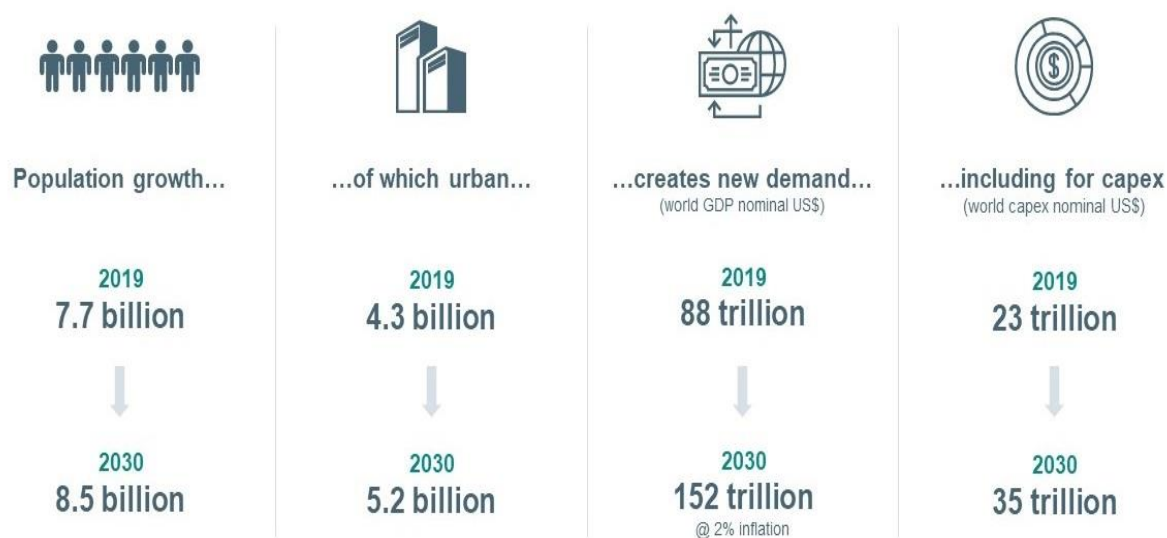 Population growth…
2019
7.7 billion
2030
8.5 billion
…of which urban…
2019
4.3 billion
2030
5.2 billion
…creates new demand…
(world GDP nominal US$)
2019
88 trillion
2030
152 trillion
@ 2% inflation
$
…including for capex
(world capex nominal US$)
2019
23 trillion
2030
35 trillion